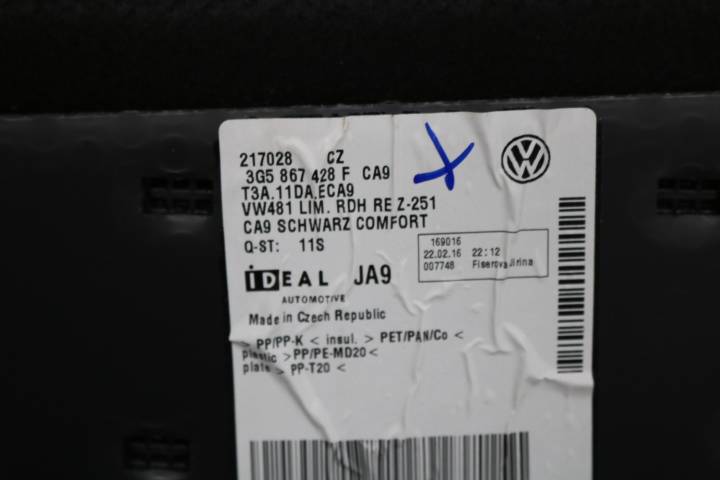 217028 CZ
3G5 867 428 F CA9
T3A.11DA,ECA9
VW481 LIM. RDH RE Z-251
CA9 SCHWARZ COMFORT
Q-ST: 11S
169016
22.02.16 22:12
007748 Fiserova Jirina
iDEAL JA9
AUTOMOTIVE
Made in Czech Republic
PP/PP-K < insul. > PET/PAN/Co <
plastic >PP/PE-MD20 <
plate > PP-T20 <